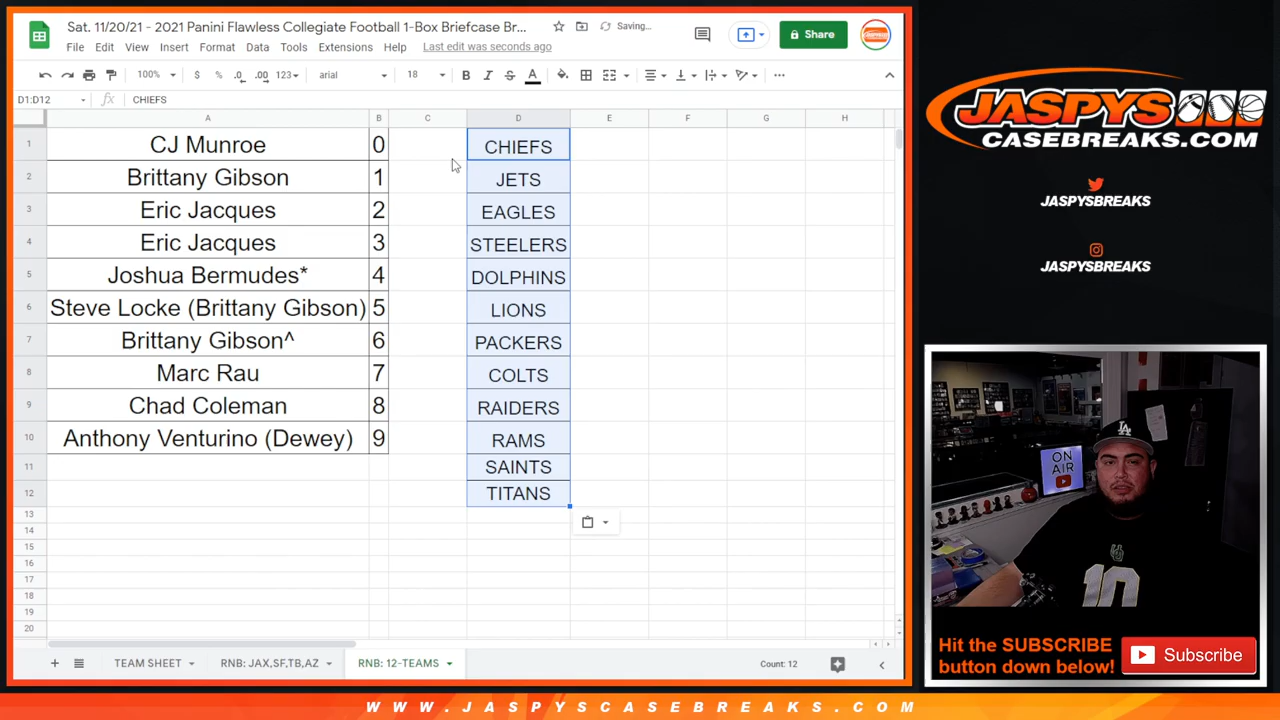 Sat. 11/20/21 - 2021 Panini Flawless Collegiate Football 1-Box Briefcase Br...
Saving...
Share
File Edit View Insert Format Data Tools Extensions Help Last edit was seconds ago
100% $ % .0 .00 123 arial 18 B I S A
D1:D12 fx CHIEFS
A B C D E F G H
1 CJ Munroe 0 CHIEFS
2 Brittany Gibson 1 JETS
3 Eric Jacques 2 EAGLES
4 Eric Jacques 3 STEELERS
5 Joshua Bermudes* 4 DOLPHINS
6 Steve Locke (Brittany Gibson) 5 LIONS
7 Brittany Gibson^ 6 PACKERS
8 Marc Rau 7 COLTS
9 Chad Coleman 8 RAIDERS
10 Anthony Venturino (Dewey) 9 RAMS
11 SAINTS
12 TITANS
13
14
15
16
17
18
19
20
TEAM SHEET RNB: JAX,SF,TB,AZ RNB: 12-TEAMS Count: 12
JASPYS
CASEBREAKS.COM
JASPYSBREAKS
JASPYSBREAKS
ON
AIR
LA
10
Hit the SUBSCRIBE
button down below!
Subscribe
WWW.JASPYSCASEBREAKS.COM